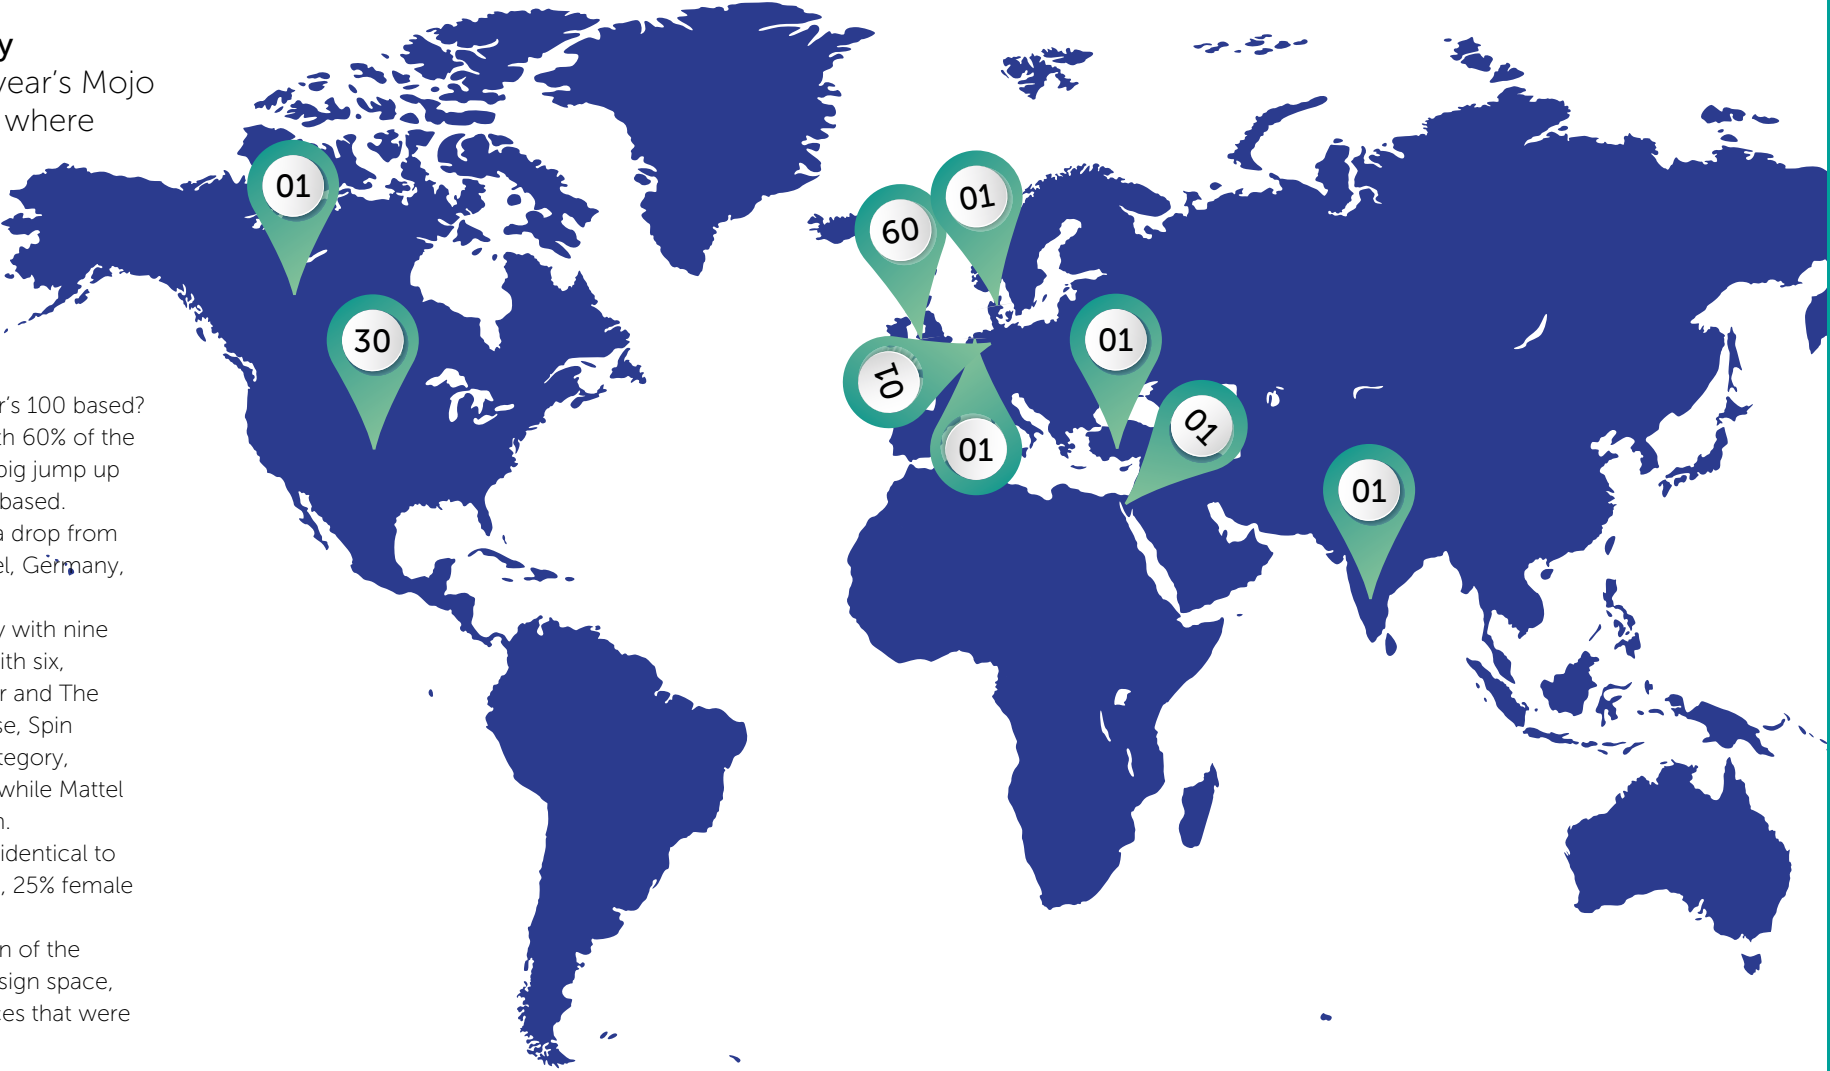 y
year's Mojo
where
r's 100 based?
th 60% of the
big jump up
based.
a drop from
el, Germany,
y with nine
ith six,
r and The
se, Spin
tegory,
while Mattel
n.
identical to
, 25% female
n of the
sign space,
ces that were
01
30
60
01
01
01
01
01
01